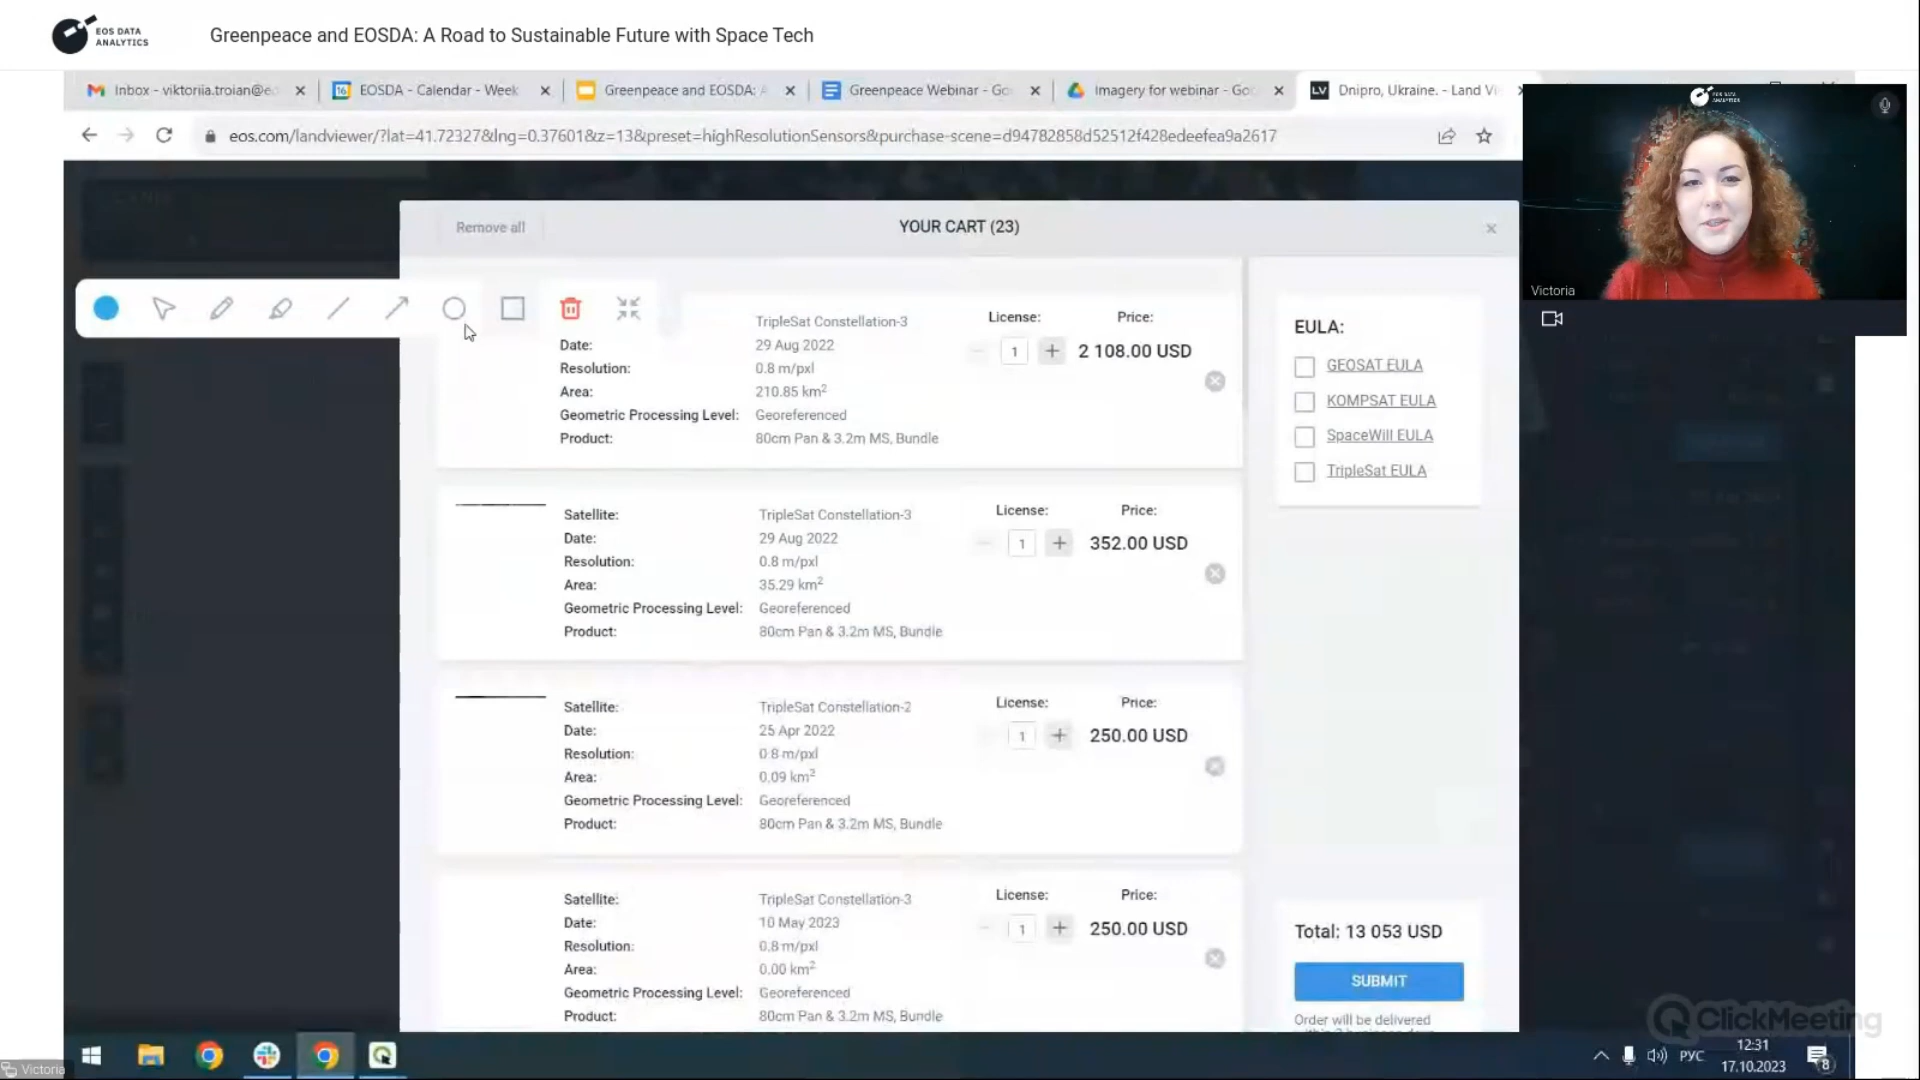 EOS DATA
ANALYTICS
Greenpeace and EOSDA: A Road to Sustainable Future with Space Tech
Inbox - viktoriia.troian@e
EOSDA - Calendar - Week
Greenpeace and EOSDA:
Greenpeace Webinar - Go
Imagery for webinar - Goo
Dnipro, Ukraine. - Land Vi
eos.com/landviewer/?lat=41.72327&lng=0.37601&z=13&preset=highResolutionSensors&purchase-scene=d94782858d52512f428edeefea9a2617
EOS DATA
ANALYTICS
Victoria
Remove all
YOUR CART (23)
TripleSat Constellation-3
Date: 29 Aug 2022
Resolution: 0.8 m/pxl
Area: 210.85 km²
Geometric Processing Level: Georeferenced
Product: 80cm Pan & 3.2m MS, Bundle
License: Price:
1 2 108.00 USD
Satellite: TripleSat Constellation-3
Date: 29 Aug 2022
Resolution: 0.8 m/pxl
Area: 35.29 km²
Geometric Processing Level: Georeferenced
Product: 80cm Pan & 3.2m MS, Bundle
License: Price:
1 352.00 USD
Satellite: TripleSat Constellation-2
Date: 25 Apr 2022
Resolution: 0.8 m/pxl
Area: 0.09 km²
Geometric Processing Level: Georeferenced
Product: 80cm Pan & 3.2m MS, Bundle
License: Price:
1 250.00 USD
Satellite: TripleSat Constellation-3
Date: 10 May 2023
Resolution: 0.8 m/pxl
Area: 0.00 km²
Geometric Processing Level: Georeferenced
Product: 80cm Pan & 3.2m MS, Bundle
License: Price:
1 250.00 USD
EULA:
GEOSAT EULA
KOMPSAT EULA
SpaceWill EULA
TripleSat EULA
Total: 13 053 USD
SUBMIT
Order will be delivered
ClickMeeting
Victoria
РУС
12:31
17.10.2023
8